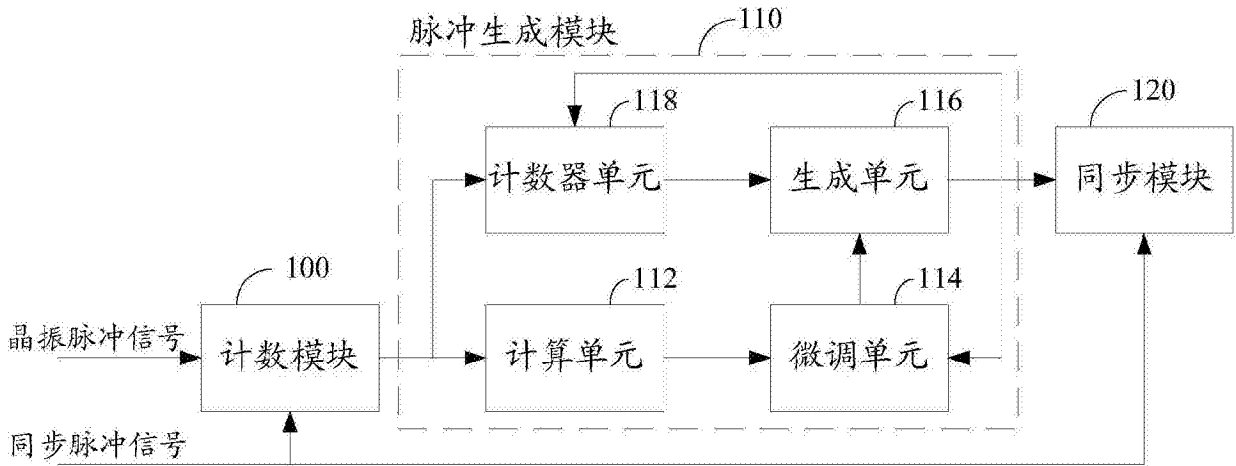 脉冲生成模块
110
118
116
120
计数器单元
生成单元
同步模块
100
112
114
晶振脉冲信号
计数模块
计算单元
微调单元
同步脉冲信号